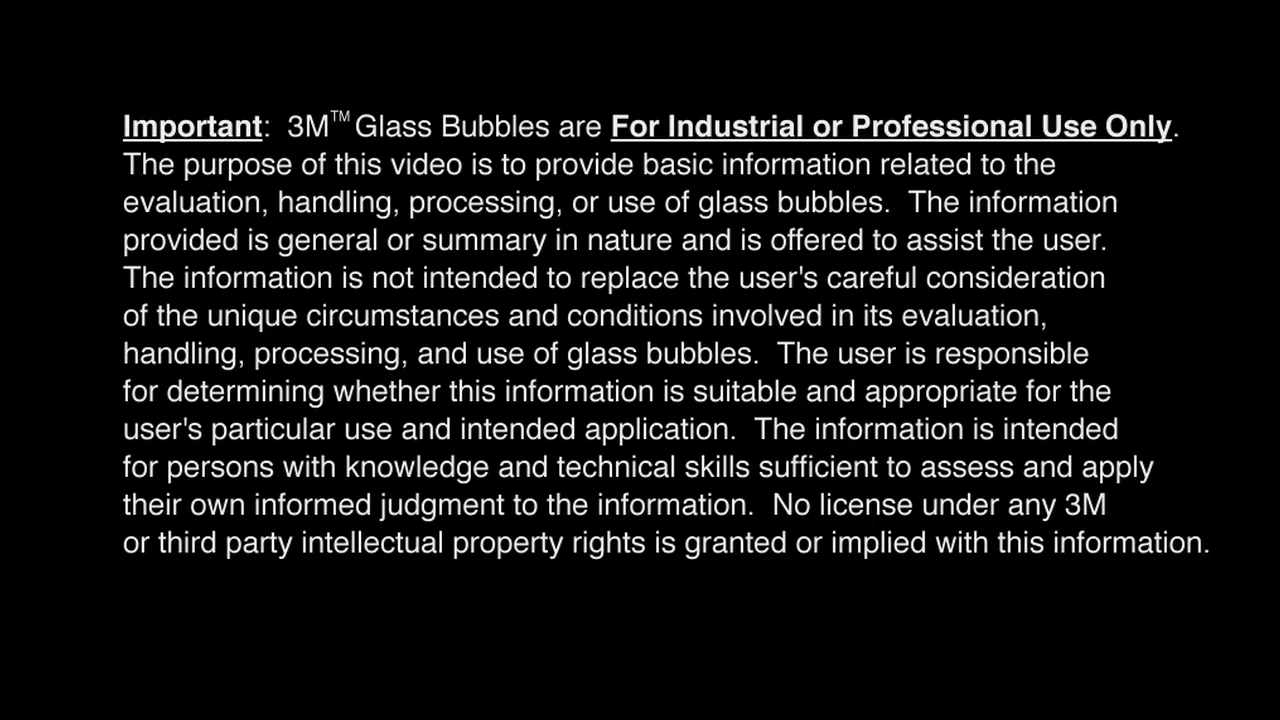 Important:  3M™ Glass Bubbles are For Industrial or Professional Use Only.
The purpose of this video is to provide basic information related to the
evaluation, handling, processing, or use of glass bubbles.  The information
provided is general or summary in nature and is offered to assist the user.
The information is not intended to replace the user's careful consideration
of the unique circumstances and conditions involved in its evaluation,
handling, processing, and use of glass bubbles.  The user is responsible
for determining whether this information is suitable and appropriate for the
user's particular use and intended application.  The information is intended
for persons with knowledge and technical skills sufficient to assess and apply
their own informed judgment to the information.  No license under any 3M
or third party intellectual property rights is granted or implied with this information.